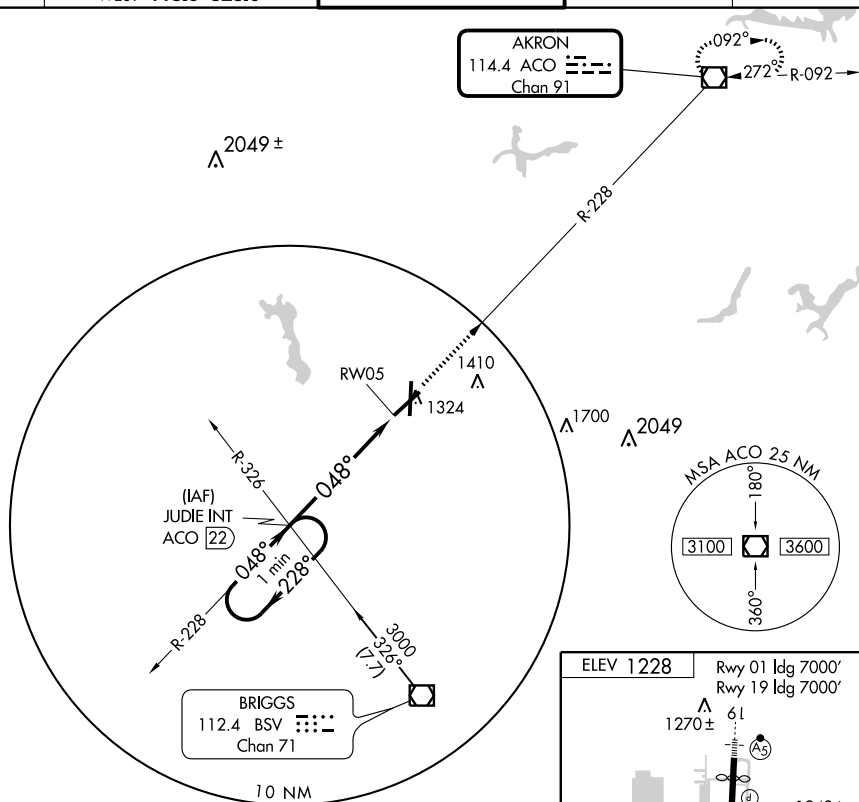 AKRON
114.4 ACO
Chan 91
092°
272°
R-092
2049 ±
R-228
1410
RW05
1324
1700
2049
R-326
048°
(IAF)
JUDIE INT
ACO 22
MSA ACO 25 NM
180°
3100
3600
360°
048°
1 min
228°
R-228
3000
326°
(7.7)
BRIGGS
112.4 BSV
Chan 71
10 NM
ELEV 1228
Rwy 01 ldg 7000'
Rwy 19 ldg 7000'
1270 ±
19
A5